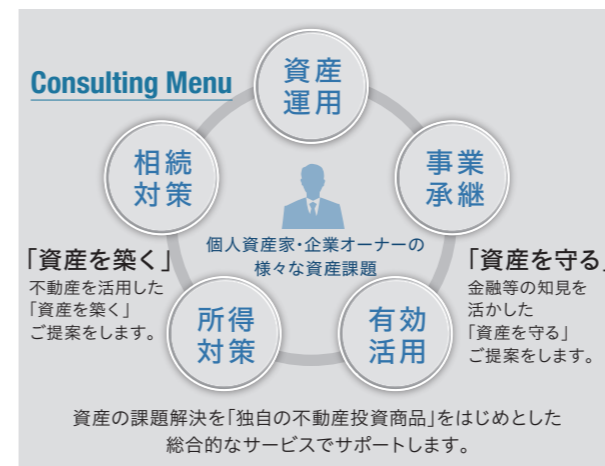 Consulting Menu
資産
運用
相続
対策
事業
承継
個人資産家・企業オーナーの
様々な資産課題
「資産を築く」
不動産を活用した
「資産を築く」
ご提案をします。
「資産を守る」
金融等の知見を
活かした
「資産を守る」
ご提案をします。
所得
対策
有効
活用
資産の課題解決を「独自の不動産投資商品」をはじめとした
総合的なサービスでサポートします。